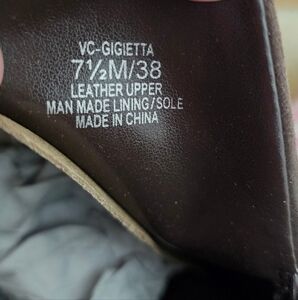 VC-GIGIETTA
7½M/38
LEATHER UPPER
MAN MADE LINING/SOLE
MADE IN CHINA